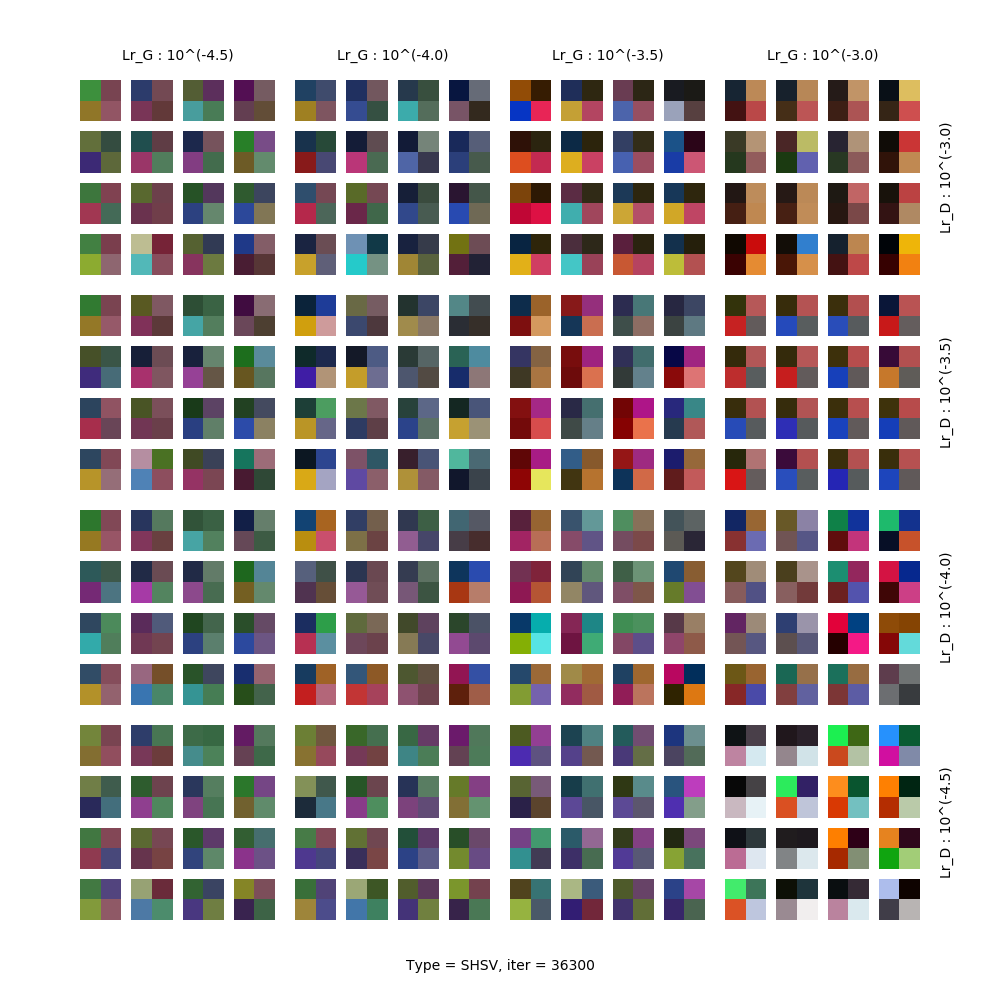 Lr_G : 10^(-4.5)
Lr_G : 10^(-4.0)
Lr_G : 10^(-3.5)
Lr_G : 10^(-3.0)
Lr_D : 10^(-3.0)
Lr_D : 10^(-3.5)
Lr_D : 10^(-4.0)
Lr_D : 10^(-4.5)
Type = SHSV, iter = 36300